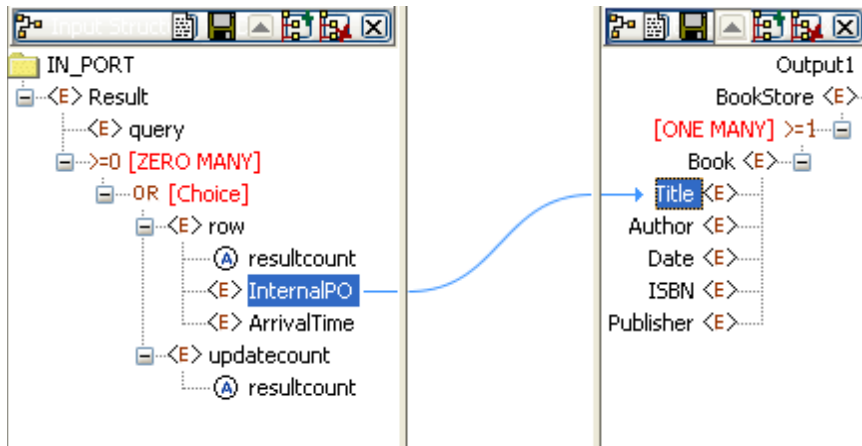 Input Struct
IN_PORT
<E> Result
<E> query
>=0 [ZERO MANY]
OR [Choice]
<E> row
A resultcount
<E> InternalPO
<E> ArrivalTime
<E> updatecount
A resultcount
Output1
BookStore <E>
[ONE MANY] >=1
Book <E>
Title <E>
Author <E>
Date <E>
ISBN <E>
Publisher <E>